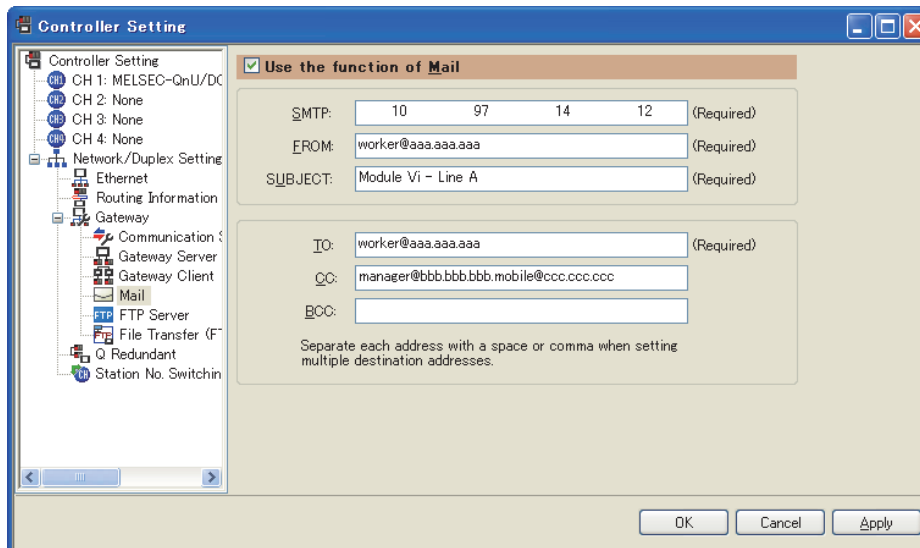 Controller Setting
Controller Setting
CH 1: MELSEC-QnU/DC
CH 2: None
CH 3: None
CH 4: None
Network/Duplex Setting
Ethernet
Routing Information
Gateway
Communication S
Gateway Server
Gateway Client
Mail
FTP Server
File Transfer (FT
Q Redundant
Station No. Switchin
Use the function of Mail
SMTP: 10 97 14 12 (Required)
FROM: worker@aaa.aaa.aaa (Required)
SUBJECT: Module Vi - Line A (Required)
TO: worker@aaa.aaa.aaa (Required)
CC: manager@bbb.bbb.bbb.mobile@ccc.ccc.ccc
BCC:
Separate each address with a space or comma when setting
multiple destination addresses.
OK Cancel Apply